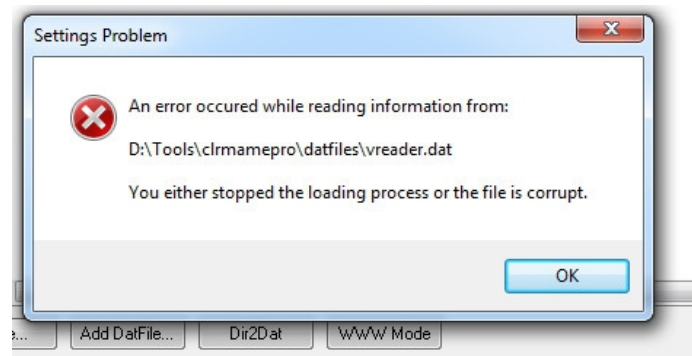 Settings Problem
An error occured while reading information from:
D:\Tools\clrmamepro\datfiles\vreader.dat
You either stopped the loading process or the file is corrupt.
OK
Add DatFile...
Dir2Dat
WWW Mode